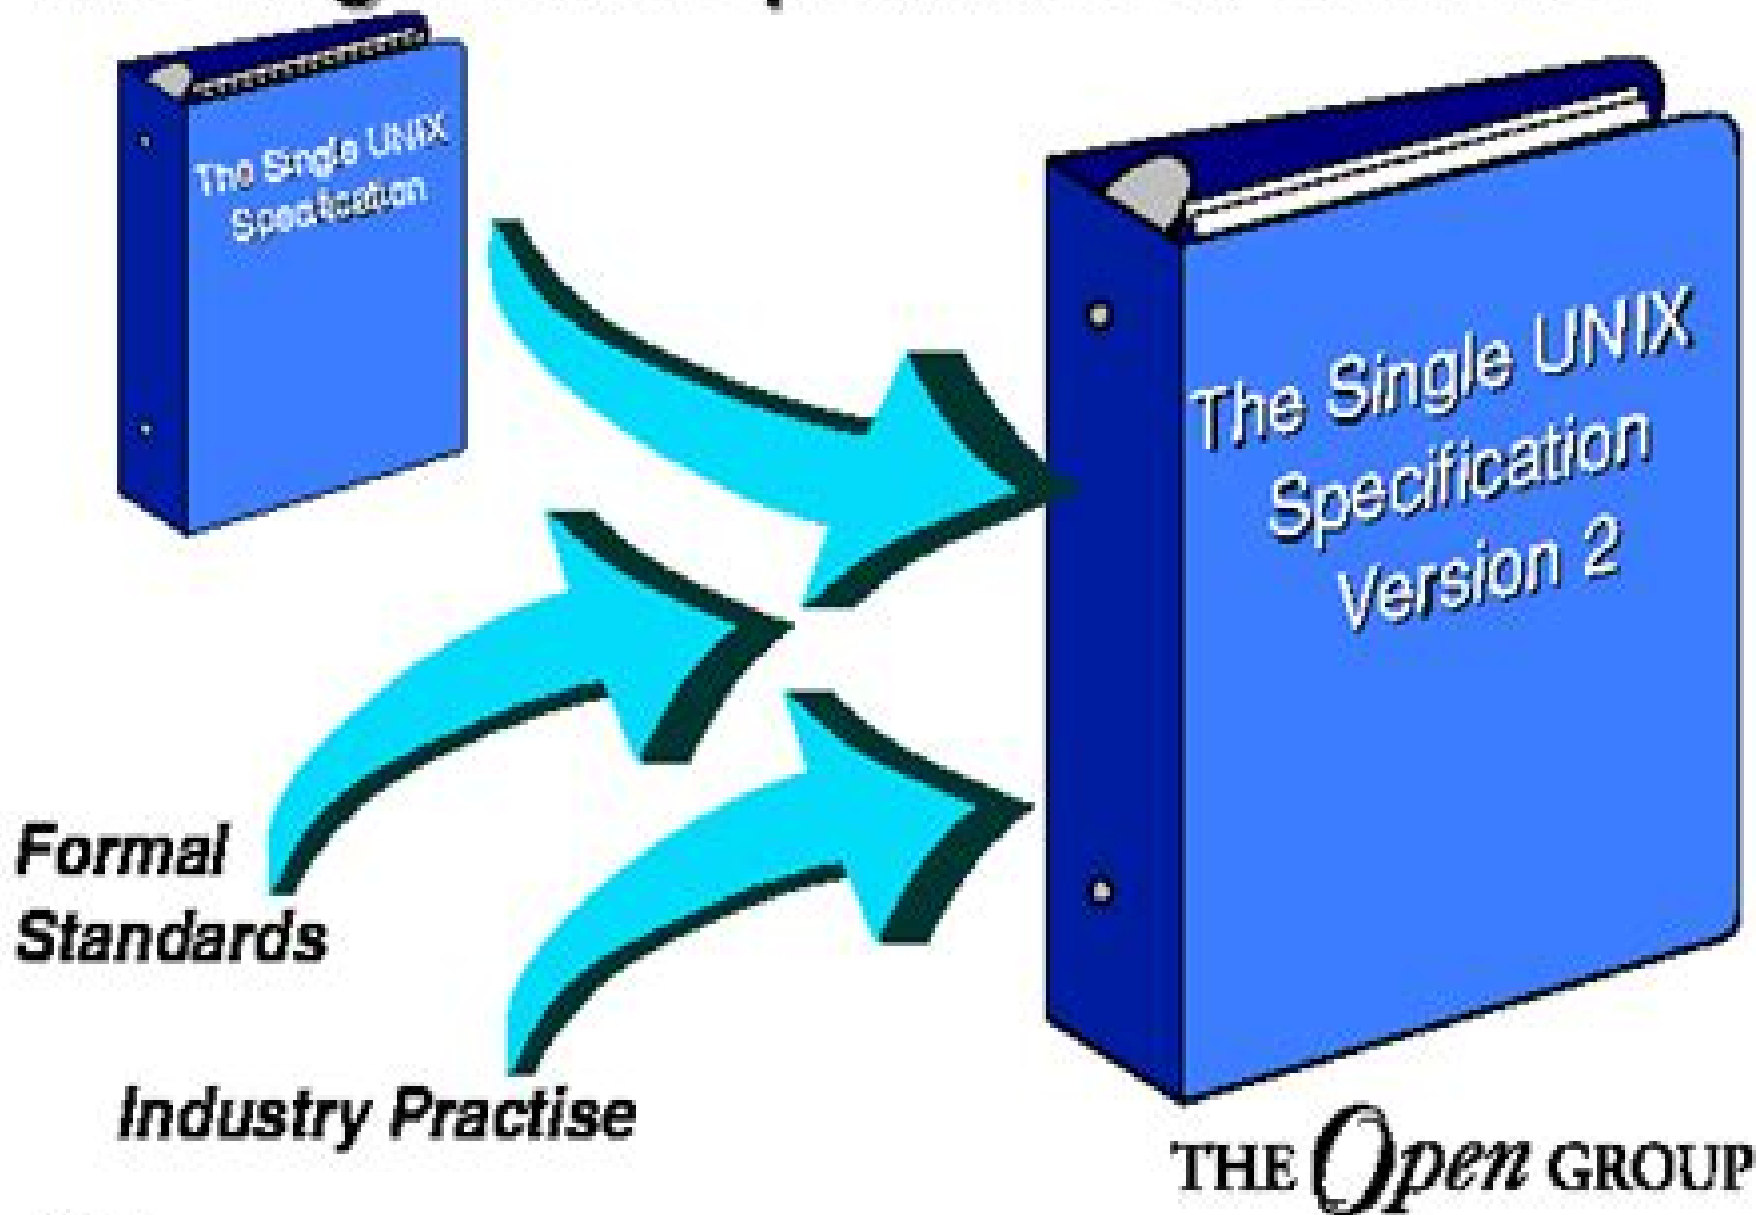 The Single UNIX
Specification
The Single UNIX
Specification
Version 2
Formal
Standards
Industry Practise
THE Open GROUP